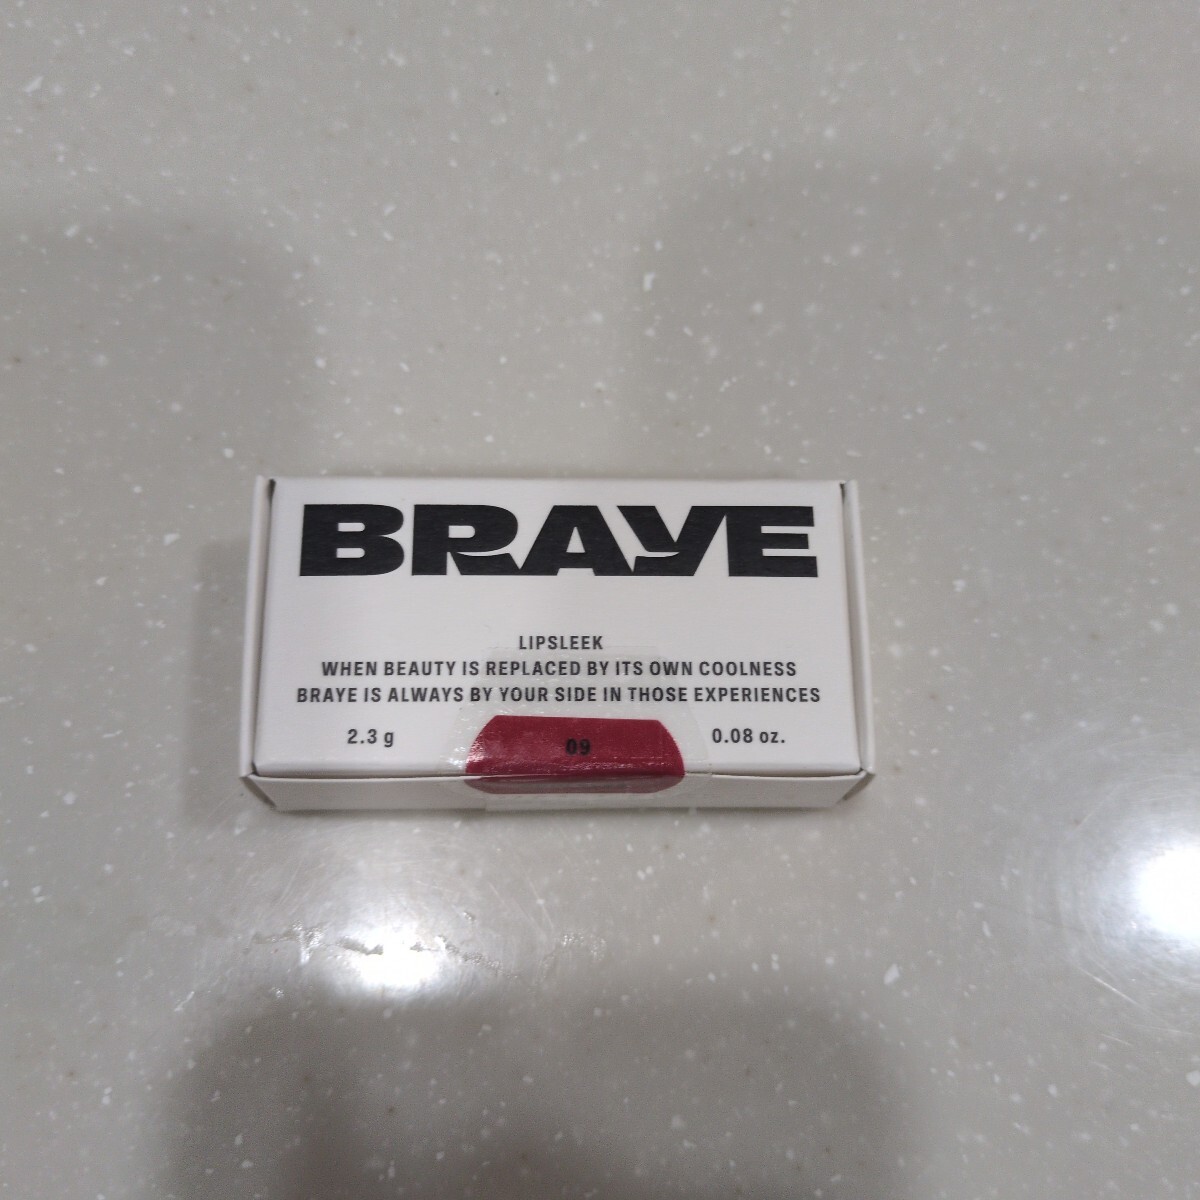 BRAYE
LIPSLEEK
WHEN BEAUTY IS REPLACED BY ITS OWN COOLNESS
BRAYE IS ALWAYS BY YOUR SIDE IN THOSE EXPERIENCES
2.3 g 09 0.08 oz.